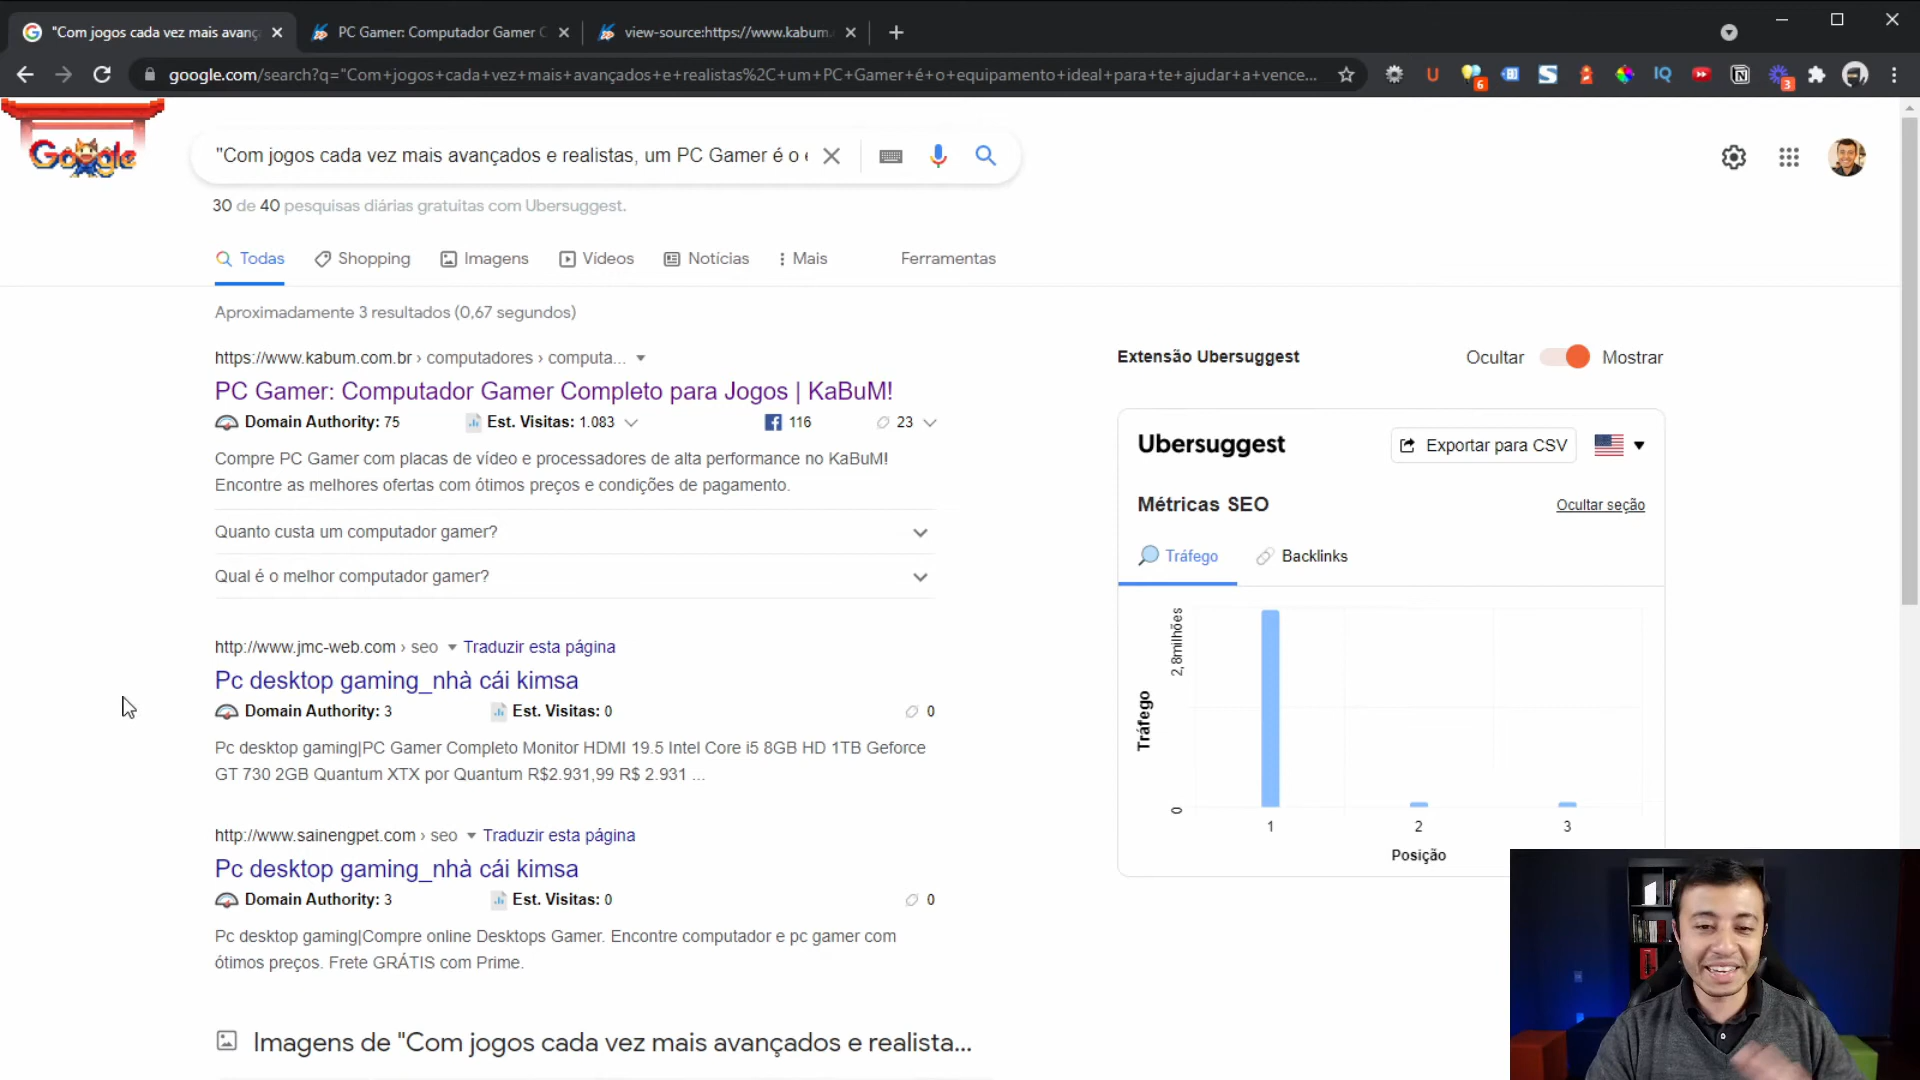 "Com jogos cada vez mais avanç
PC Gamer: Computador Gamer C
view-source:https://www.kabum.
google.com/search?q="Com+jogos+cada+vez+mais+avançados+e+realistas%2C+um+PC+Gamer+é+o+equipamento+ideal+para+te+ajudar+a+vence...
U
6
S
IQ
3
Google
"Com jogos cada vez mais avançados e realistas, um PC Gamer é o
30 de 40 pesquisas diárias gratuitas com Ubersuggest.
Todas
Shopping
Imagens
Vídeos
Notícias
Mais
Ferramentas
Aproximadamente 3 resultados (0,67 segundos)
https://www.kabum.com.br › computadores › computa...
PC Gamer: Computador Gamer Completo para Jogos | KaBuM!
Domain Authority: 75
Est. Visitas: 1.083
116
23
Compre PC Gamer com placas de vídeo e processadores de alta performance no KaBuM!
Encontre as melhores ofertas com ótimos preços e condições de pagamento.
Quanto custa um computador gamer?
Qual é o melhor computador gamer?
http://www.jmc-web.com › seo
Traduzir esta página
Pc desktop gaming_nhà cái kimsa
Domain Authority: 3
Est. Visitas: 0
0
Pc desktop gaming|PC Gamer Completo Monitor HDMI 19.5 Intel Core i5 8GB HD 1TB Geforce
GT 730 2GB Quantum XTX por Quantum R$2.931,99 R$ 2.931 ...
http://www.sainengpet.com › seo
Traduzir esta página
Pc desktop gaming_nhà cái kimsa
Domain Authority: 3
Est. Visitas: 0
0
Pc desktop gaming|Compre online Desktops Gamer. Encontre computador e pc gamer com
ótimos preços. Frete GRÁTIS com Prime.
Imagens de "Com jogos cada vez mais avançados e realista...
Extensão Ubersuggest
Ocultar
Mostrar
Ubersuggest
Exportar para CSV
Métricas SEO
Ocultar seção
Tráfego
Backlinks
2,8milhões
Tráfego
0
1
2
3
Posição